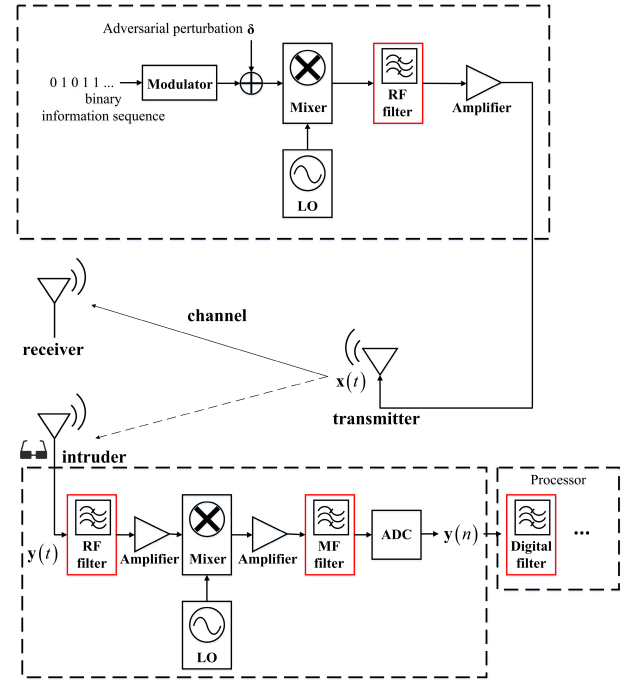 Adversarial perturbation δ
0 1 0 1 1 ...
binary
information sequence
Modulator
Mixer
LO
RF
filter
Amplifier
channel
receiver
x(t)
transmitter
intruder
y(t)
RF
filter
Amplifier
Mixer
LO
Amplifier
MF
filter
ADC
y(n)
Processor
Digital
filter
...